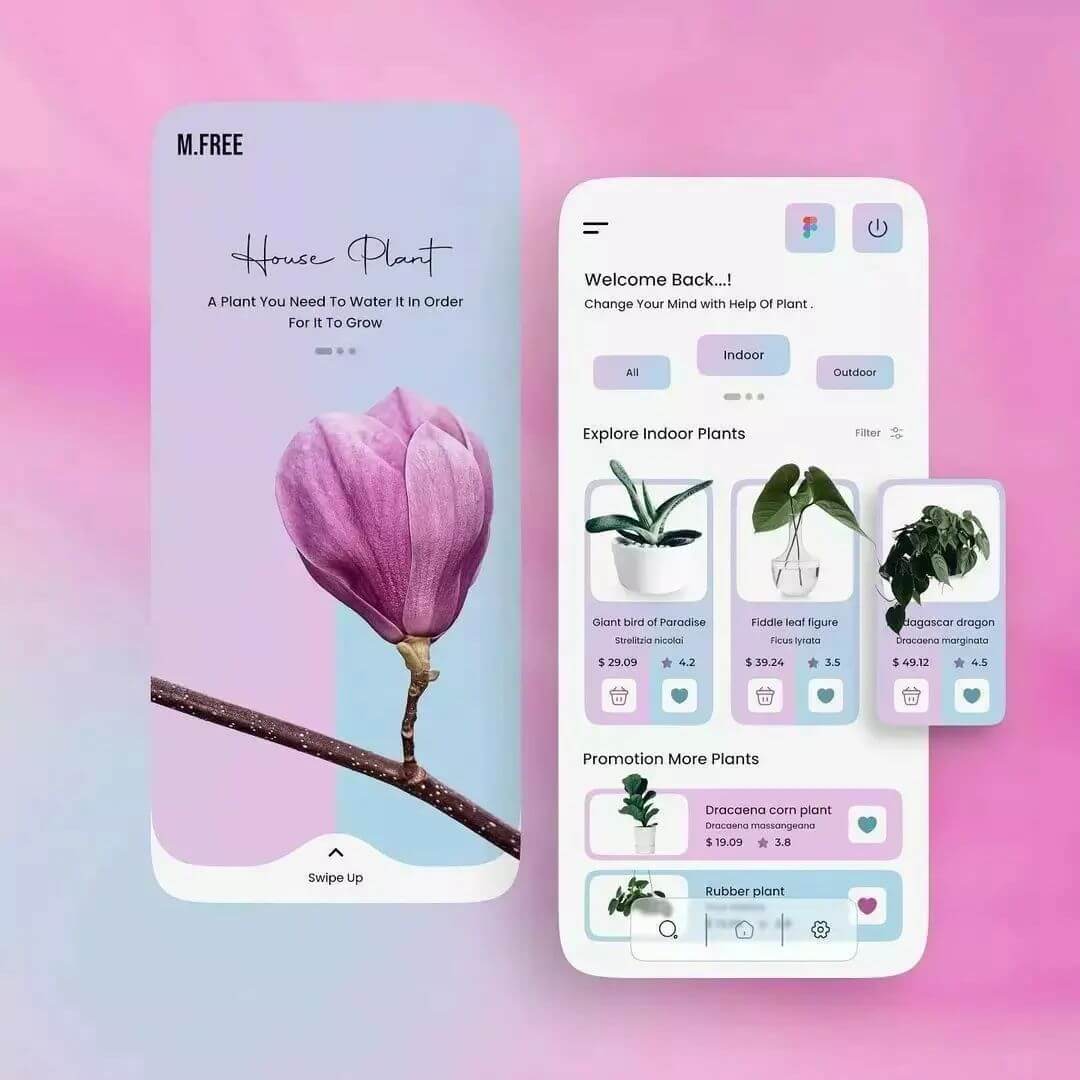 M.FREE
House Plant
A Plant You Need To Water It In Order
For It To Grow
Swipe Up
Welcome Back...!
Change Your Mind with Help Of Plant .
All
Indoor
Outdoor
Explore Indoor Plants
Filter
Giant bird of Paradise
Strelitzia nicolai
$ 29.09
4.2
Fiddle leaf figure
Ficus lyrata
$ 39.24
3.5
dagascar dragon
Dracaena marginata
$ 49.12
4.5
Promotion More Plants
Dracaena corn plant
Dracaena massangeana
$ 19.09
3.8
Rubber plant